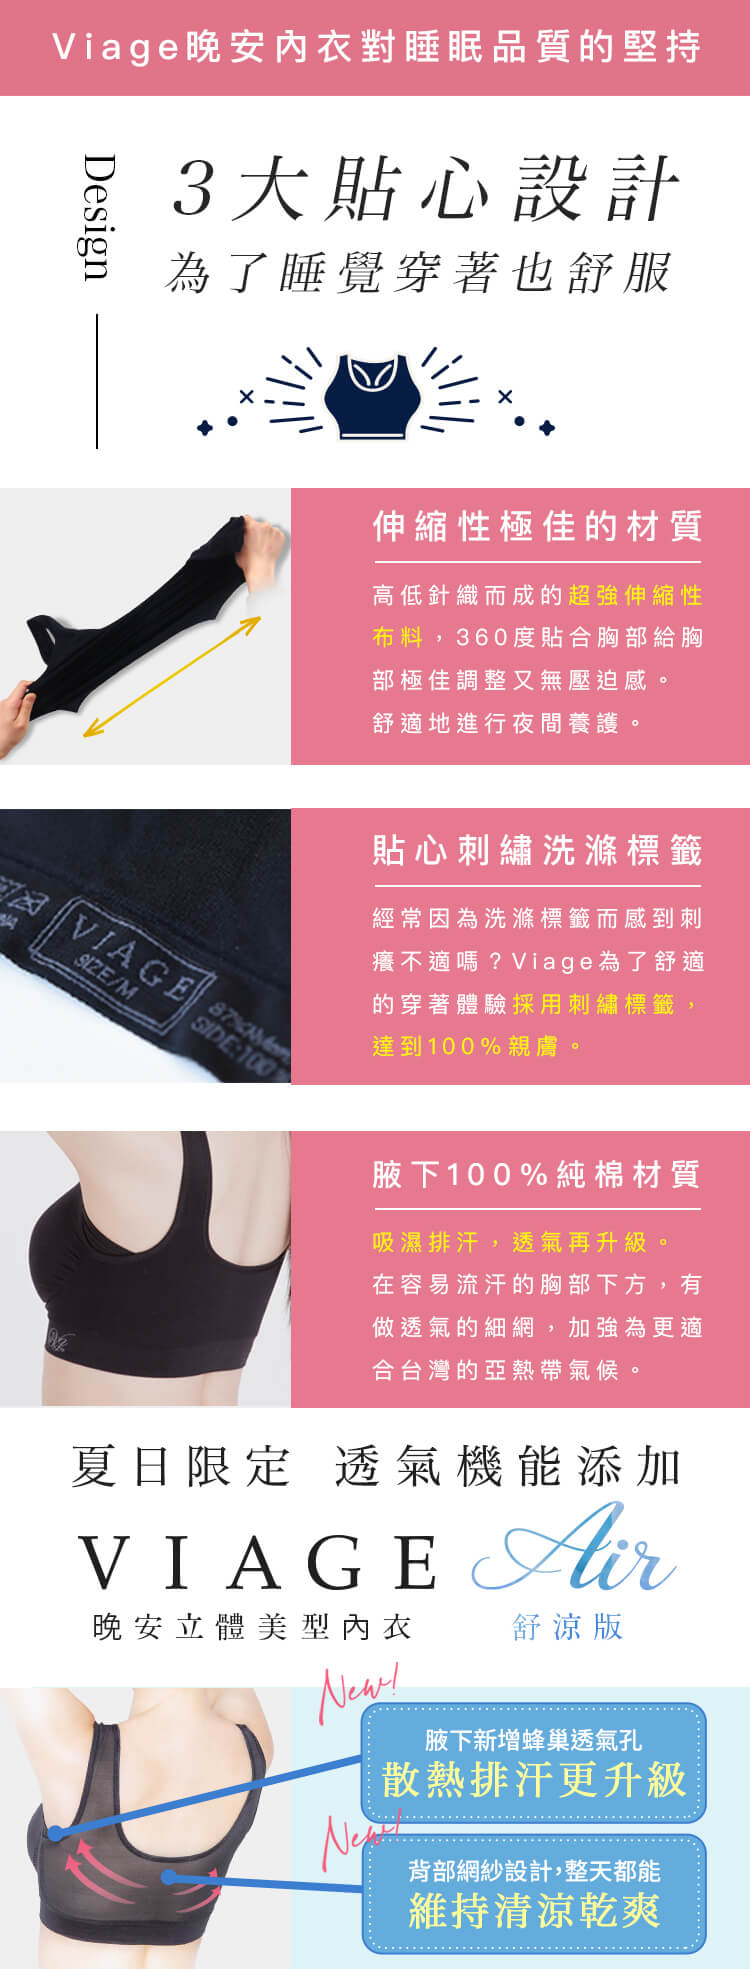 Viage晚安內衣對睡眠品質的堅持
Design
3大貼心設計
為了睡覺穿著也舒服
伸縮性極佳的材質
高低針織而成的超強伸縮性
布料，360度貼合胸部給胸
部極佳調整又無壓迫感。
舒適地進行夜間養護。
VIAGE
SIZE/M
貼心刺繡洗滌標籤
經常因為洗滌標籤而感到刺
癢不適嗎？Viage為了舒適
的穿著體驗採用刺繡標籤，
達到100%親膚。
腋下100%純棉材質
吸濕排汗，透氣再升級。
在容易流汗的胸部下方，有
做透氣的細網，加強為更適
合台灣的亞熱帶氣候。
夏日限定 透氣機能添加
VIAGE Air
晚安立體美型內衣 舒涼版
New!
腋下新增蜂巢透氣孔
散熱排汗更升級
New!
背部網紗設計，整天都能
維持清涼乾爽